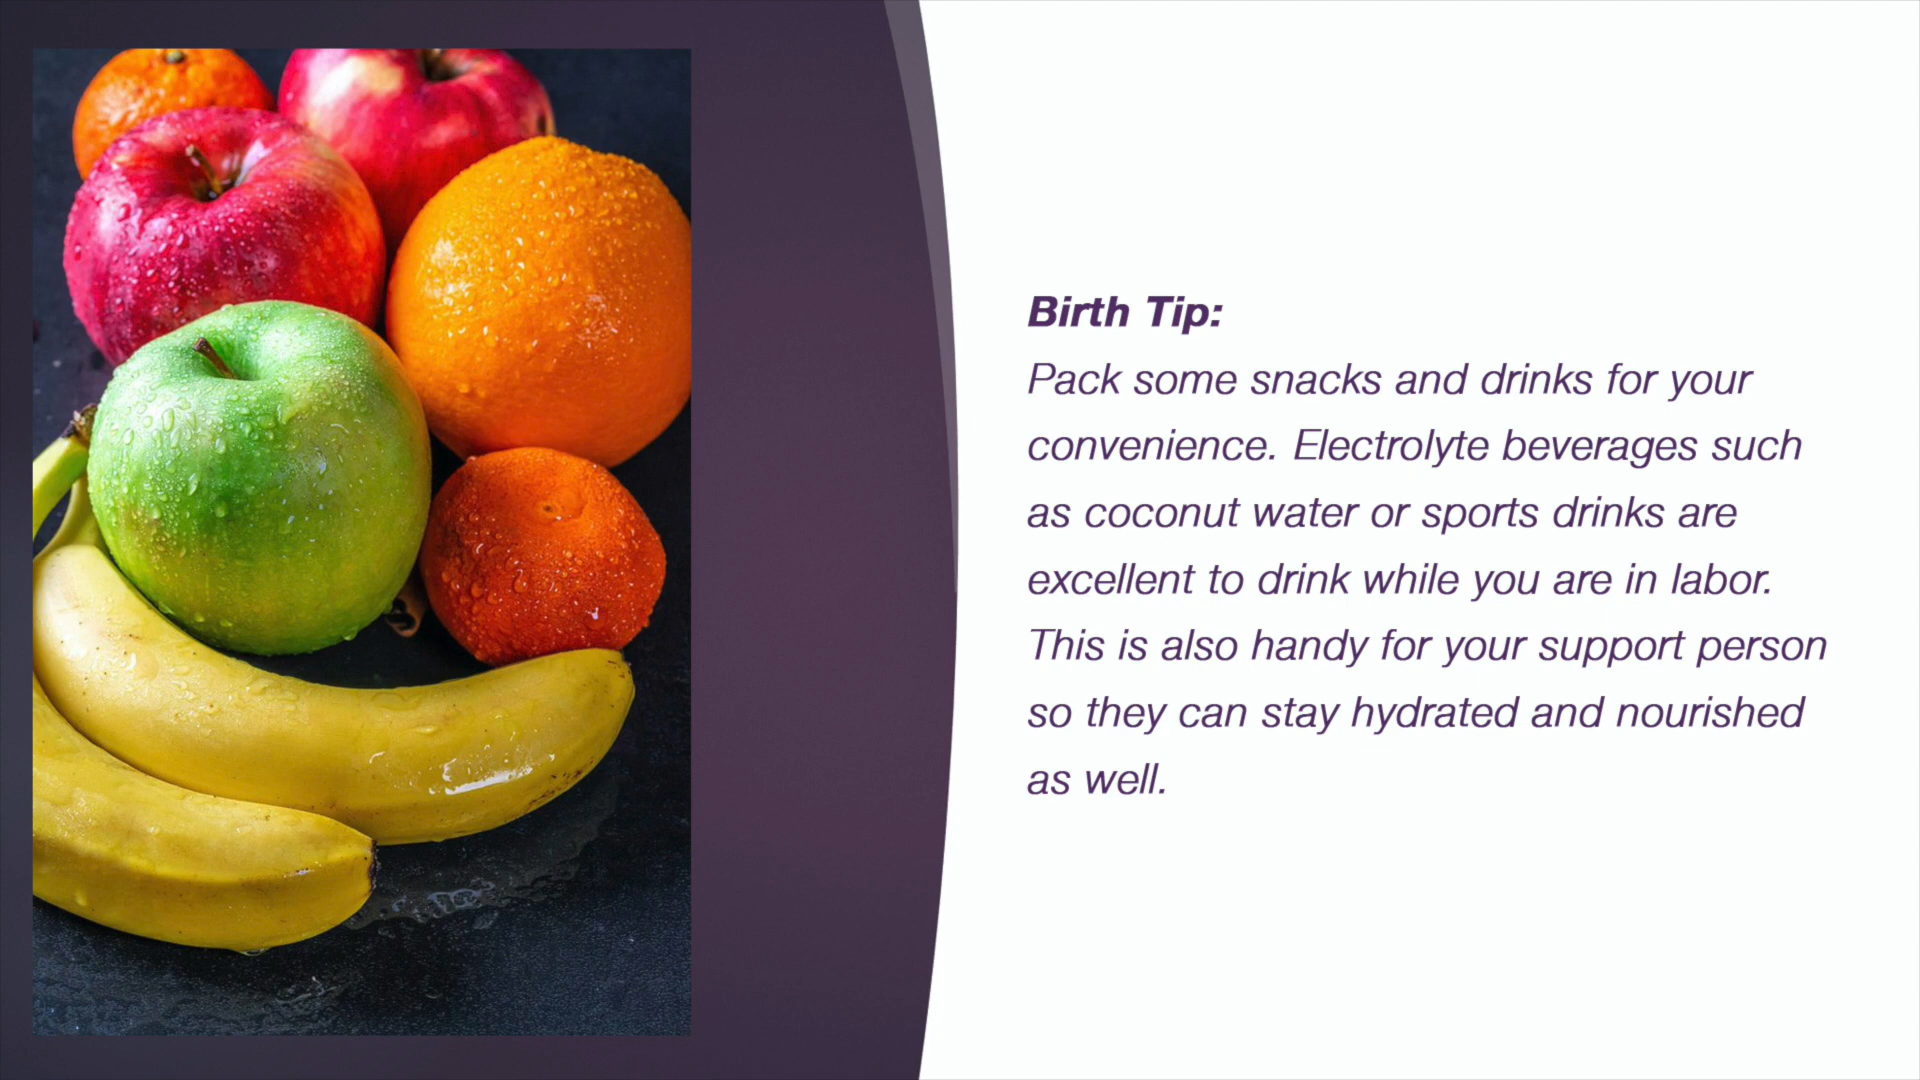 Birth Tip:
Pack some snacks and drinks for your
convenience. Electrolyte beverages such
as coconut water or sports drinks are
excellent to drink while you are in labor.
This is also handy for your support person
so they can stay hydrated and nourished
as well.